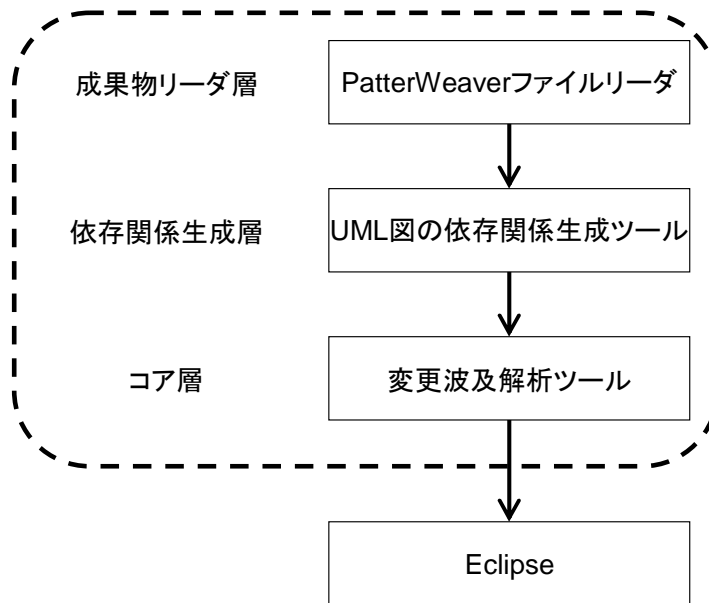 成果物リーダ層
PatterWeaverファイルリーダ
依存関係生成層
UML図の依存関係生成ツール
コア層
変更波及解析ツール
Eclipse